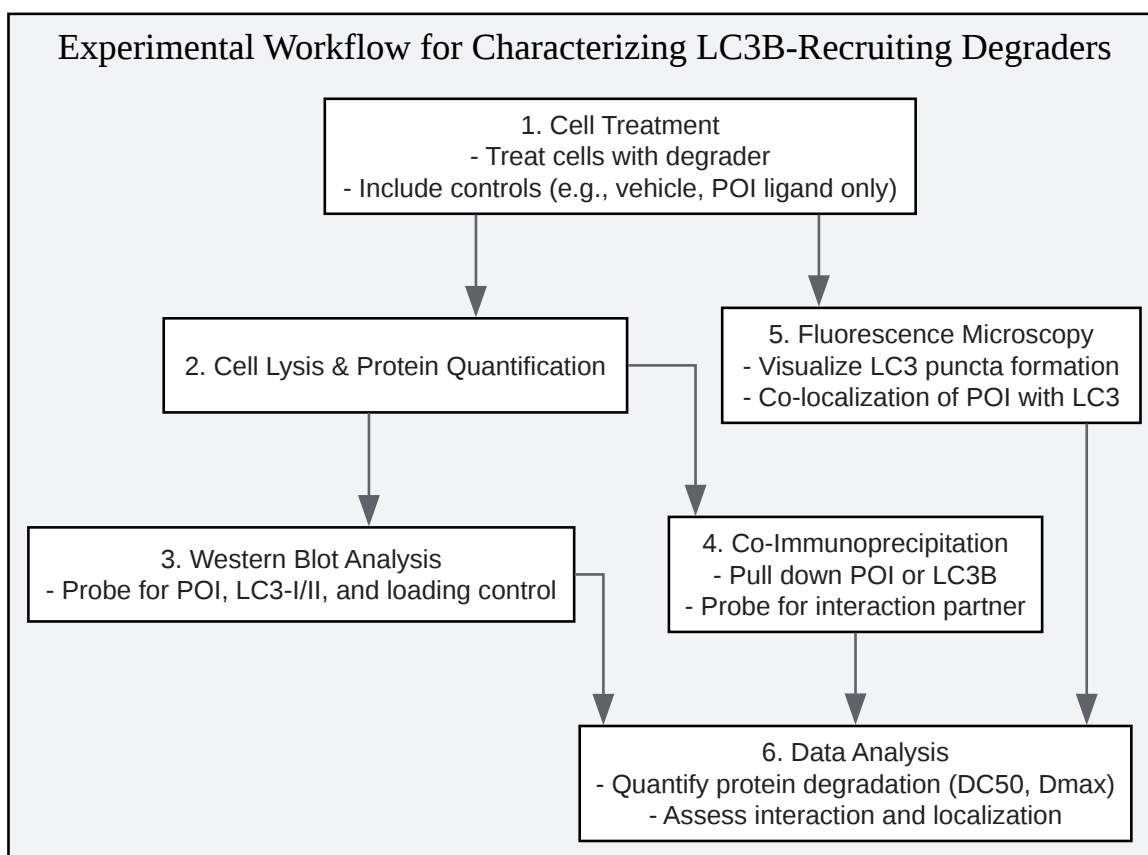 Experimental Workflow for Characterizing LC3B-Recruiting Degraders
1. Cell Treatment
- Treat cells with degrader
- Include controls (e.g., vehicle, POI ligand only)
2. Cell Lysis & Protein Quantification
5. Fluorescence Microscopy
- Visualize LC3 puncta formation
- Co-localization of POI with LC3
3. Western Blot Analysis
- Probe for POI, LC3-I/II, and loading control
4. Co-Immunoprecipitation
- Pull down POI or LC3B
- Probe for interaction partner
6. Data Analysis
- Quantify protein degradation (DC50, Dmax)
- Assess interaction and localization